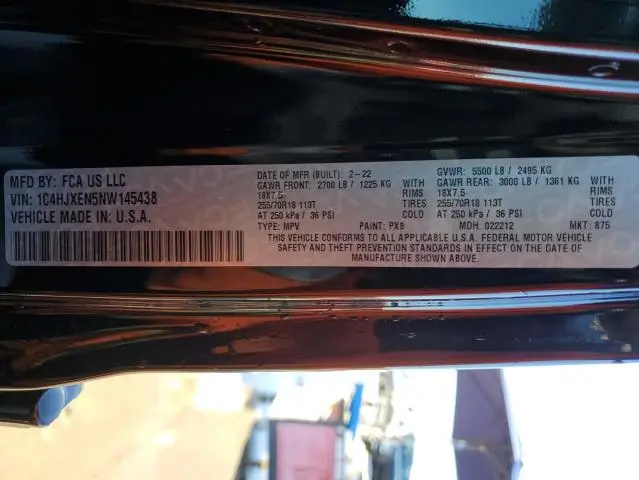 MFD BY: FCA US LLC
VIN: 1C4HJXEN5NW145438
VEHICLE MADE IN: U.S.A.
DATE OF MFR (BUILT): 2-22 GVWR: 5500 LB / 2495 KG
GAWR FRONT: 2700 LB / 1225 KG WITH GAWR REAR: 3000 LB / 1361 KG WITH
18X7.5 RIMS 18X7.5 RIMS
255/70R18 113T TIRES 255/70R18 113T TIRES
AT 250 kPa / 36 PSI COLD AT 250 kPa / 36 PSI COLD
TYPE: MPV PAINT: PX8 MDH: 022212 MKT: 875
THIS VEHICLE CONFORMS TO ALL APPLICABLE U.S.A. FEDERAL MOTOR VEHICLE
SAFETY AND THEFT PREVENTION STANDARDS IN EFFECT ON THE DATE OF
MANUFACTURE SHOWN ABOVE.